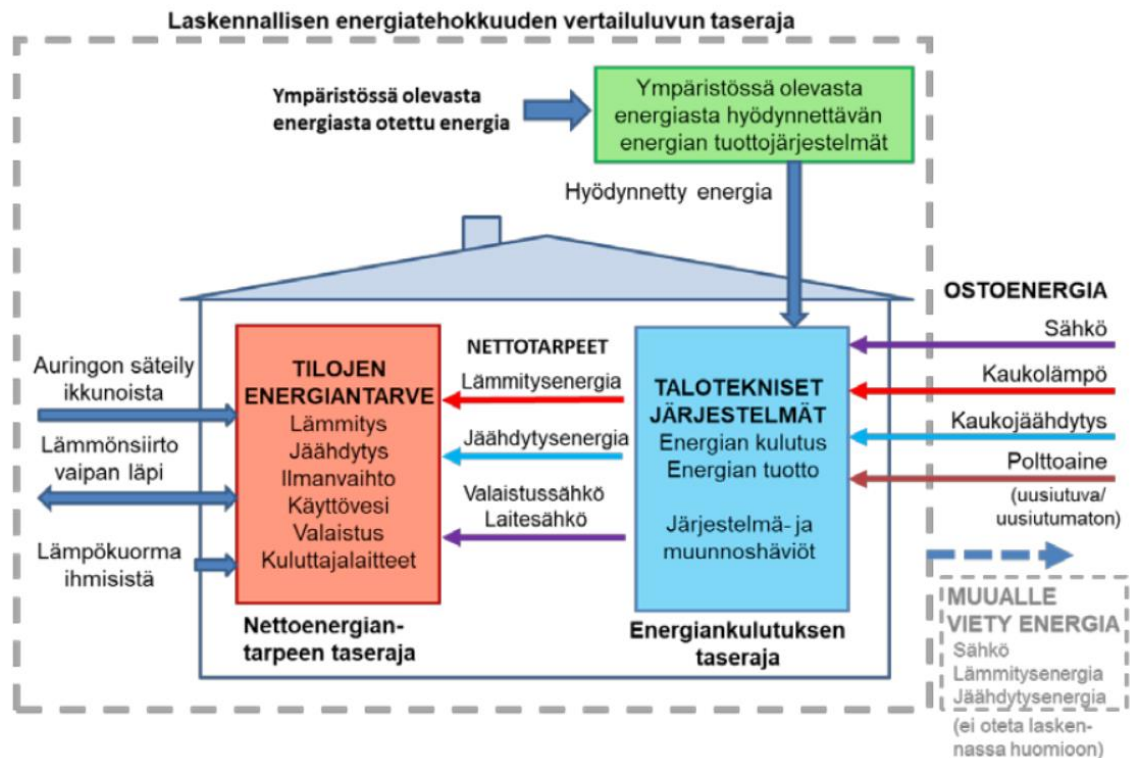 Laskennallisen energiatehokkuuden vertailuluvun taseraja
Ympäristössä olevasta
energiasta otettu energia
Ympäristössä olevasta
energiasta hyödynnettävän
energian tuottojärjestelmät
Hyödynnetty energia
OSTOENERGIA
Sähkö
Kaukolämpö
Kaukojäähdytys
Polttoaine
(uusiutuva/
uusiutumaton)
Auringon säteily
ikkunoista
Lämmönsiirto
vaipan läpi
Lämpökuorma
ihmisistä
TILOJEN
ENERGIANTARVE
Lämmitys
Jäähdytys
Ilmanvaihto
Käyttövesi
Valaistus
Kuluttajalaitteet
NETTOTARPEET
Lämmitysenergia
Jäähdytysenergia
Valaistussähkö
Laitesähkö
TALOTEKNISET
JÄRJESTELMÄT
Energian kulutus
Energian tuotto
Järjestelmä- ja
muunnoshäviöt
Nettoenergian-
tarpeen taseraja
Energiankulutuksen
taseraja
MUUALLE
VIETY ENERGIA
Sähkö
Lämmitysenergia
Jäähdytysenergia
(ei oteta lasken-
nassa huomioon)